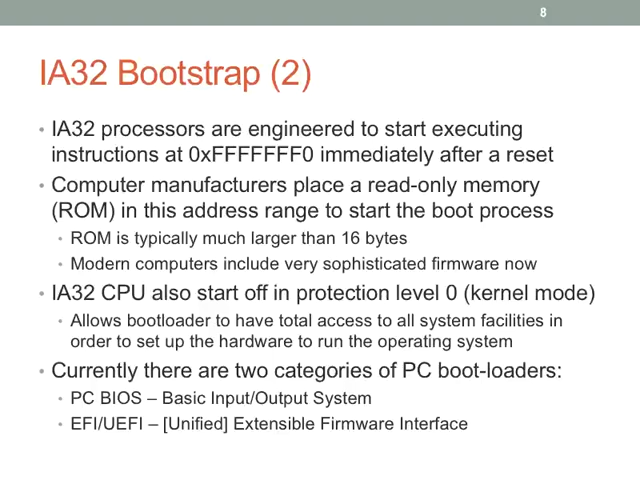 8
IA32 Bootstrap (2)
• IA32 processors are engineered to start executing
instructions at 0xFFFFFFF0 immediately after a reset
• Computer manufacturers place a read-only memory
(ROM) in this address range to start the boot process
• ROM is typically much larger than 16 bytes
• Modern computers include very sophisticated firmware now
• IA32 CPU also start off in protection level 0 (kernel mode)
• Allows bootloader to have total access to all system facilities in
order to set up the hardware to run the operating system
• Currently there are two categories of PC boot-loaders:
• PC BIOS – Basic Input/Output System
• EFI/UEFI – [Unified] Extensible Firmware Interface